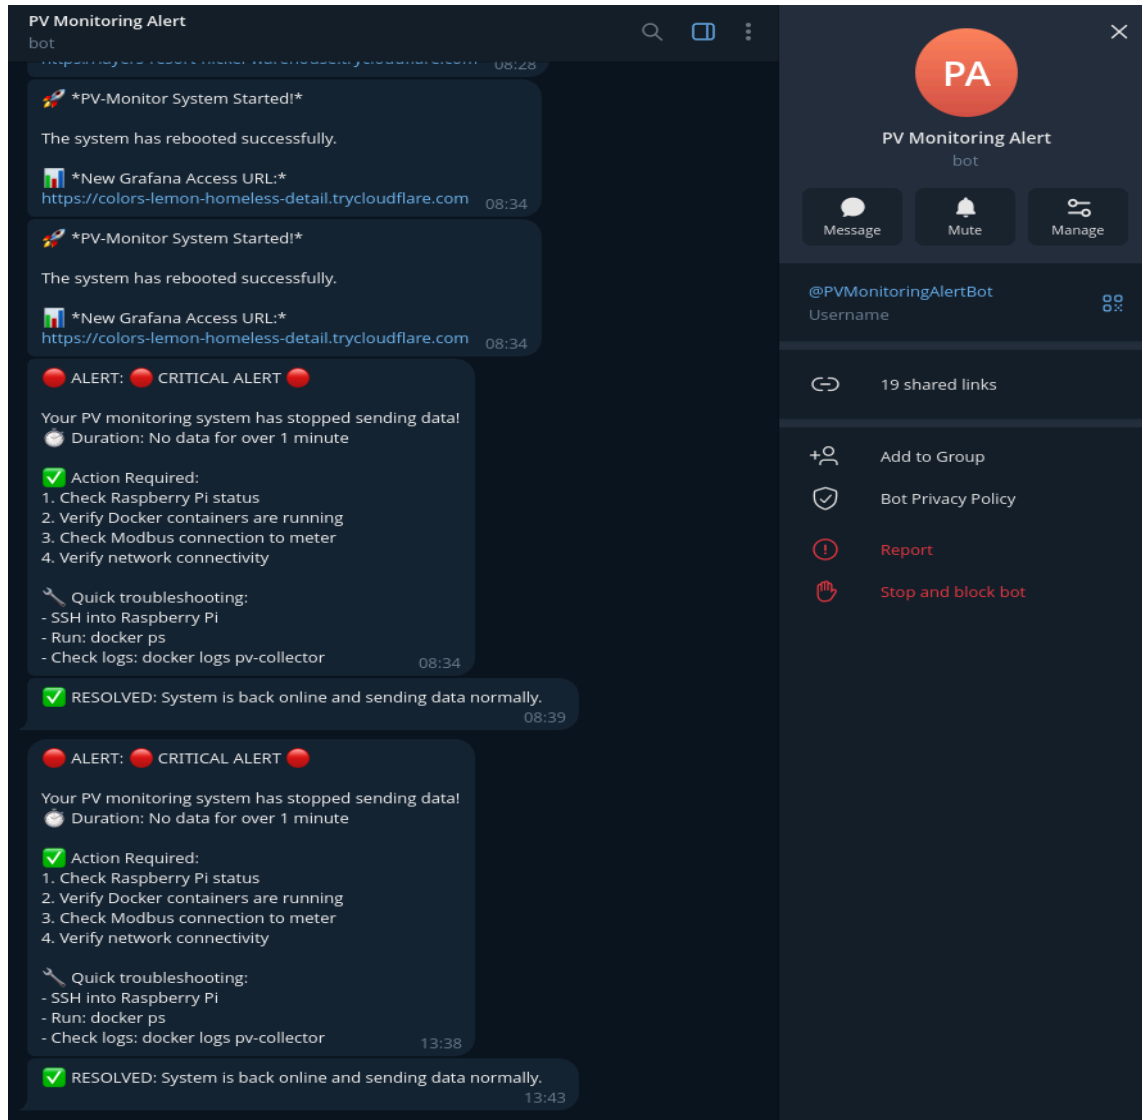 PV Monitoring Alert
bot
08:28
🚀 *PV-Monitor System Started!*
The system has rebooted successfully.
📊 *New Grafana Access URL:*
https://colors-lemon-homeless-detail.trycloudflare.com 08:34
🚀 *PV-Monitor System Started!*
The system has rebooted successfully.
📊 *New Grafana Access URL:*
https://colors-lemon-homeless-detail.trycloudflare.com 08:34
🔴 ALERT: 🔴 CRITICAL ALERT 🔴
Your PV monitoring system has stopped sending data!
⏱️ Duration: No data for over 1 minute
✅ Action Required:
1. Check Raspberry Pi status
2. Verify Docker containers are running
3. Check Modbus connection to meter
4. Verify network connectivity
🔧 Quick troubleshooting:
- SSH into Raspberry Pi
- Run: docker ps
- Check logs: docker logs pv-collector 08:34
✅ RESOLVED: System is back online and sending data normally.
08:39
🔴 ALERT: 🔴 CRITICAL ALERT 🔴
Your PV monitoring system has stopped sending data!
⏱️ Duration: No data for over 1 minute
✅ Action Required:
1. Check Raspberry Pi status
2. Verify Docker containers are running
3. Check Modbus connection to meter
4. Verify network connectivity
🔧 Quick troubleshooting:
- SSH into Raspberry Pi
- Run: docker ps
- Check logs: docker logs pv-collector 13:38
✅ RESOLVED: System is back online and sending data normally.
13:43
PA
PV Monitoring Alert
bot
Message
Mute
Manage
@PVMonitoringAlertBot
Username
19 shared links
Add to Group
Bot Privacy Policy
Report
Stop and block bot